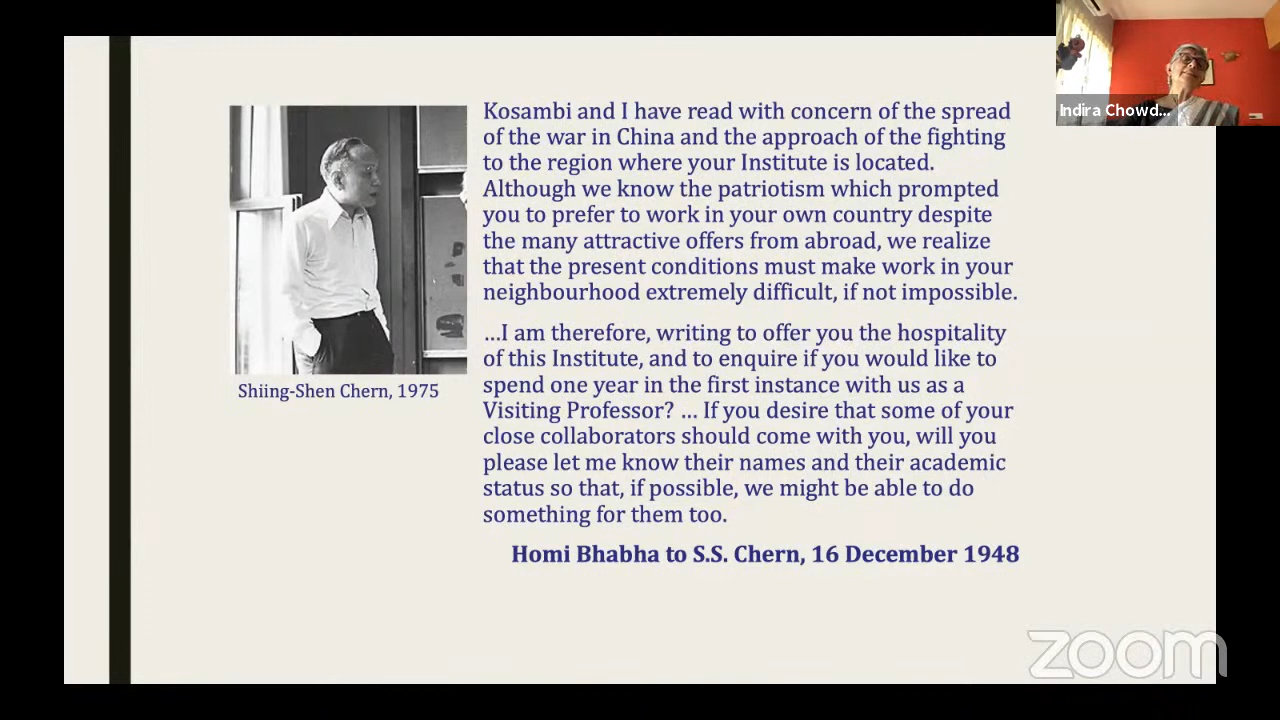 Indira Chowd...
Kosambi and I have read with concern of the spread
of the war in China and the approach of the fighting
to the region where your Institute is located.
Although we know the patriotism which prompted
you to prefer to work in your own country despite
the many attractive offers from abroad, we realize
that the present conditions must make work in your
neighbourhood extremely difficult, if not impossible.
...I am therefore, writing to offer you the hospitality
of this Institute, and to enquire if you would like to
spend one year in the first instance with us as a
Visiting Professor? ... If you desire that some of your
close collaborators should come with you, will you
please let me know their names and their academic
status so that, if possible, we might be able to do
something for them too.
Homi Bhabha to S.S. Chern, 16 December 1948
Shiing-Shen Chern, 1975
zoom